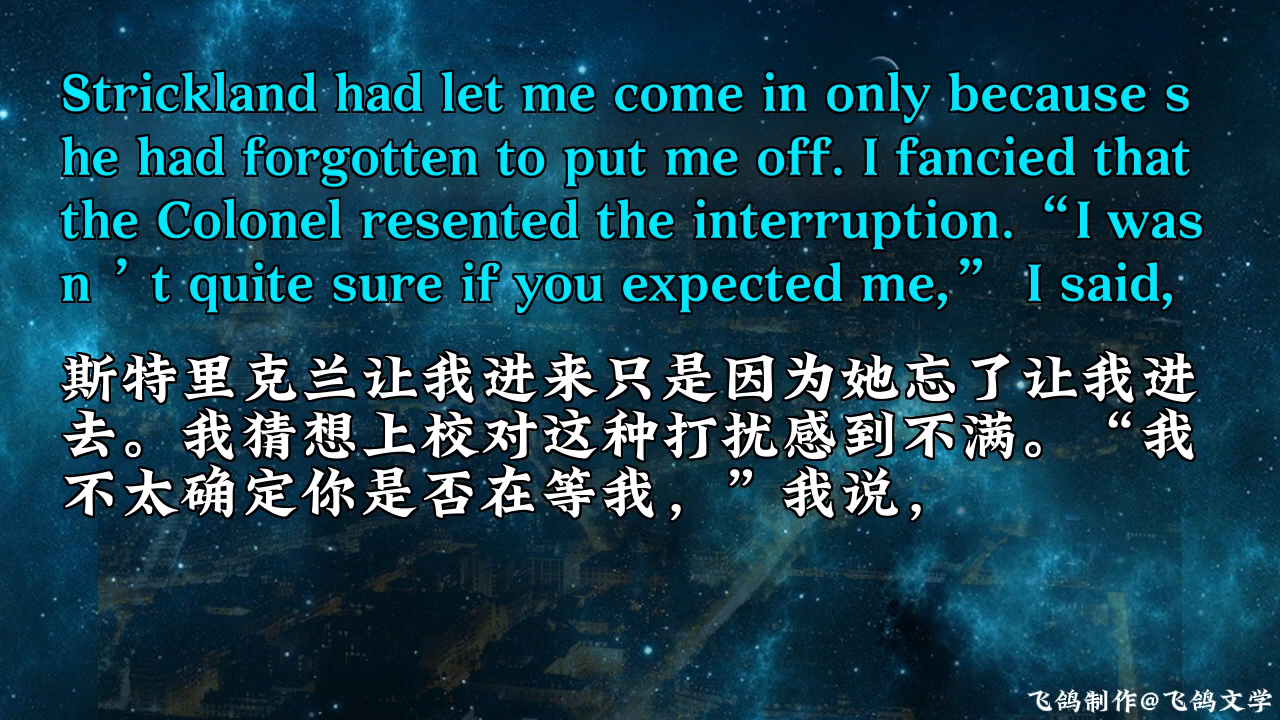 Strickland had let me come in only because s
he had forgotten to put me off. I fancied that
the Colonel resented the interruption. “I was
n ’ t quite sure if you expected me,” I said,
斯特里克兰让我进来只是因为她忘了让我进
去。我猜想上校对这种打扰感到不满。“我
不太确定你是否在等我，”我说，
飞鸽制作@飞鸽文学